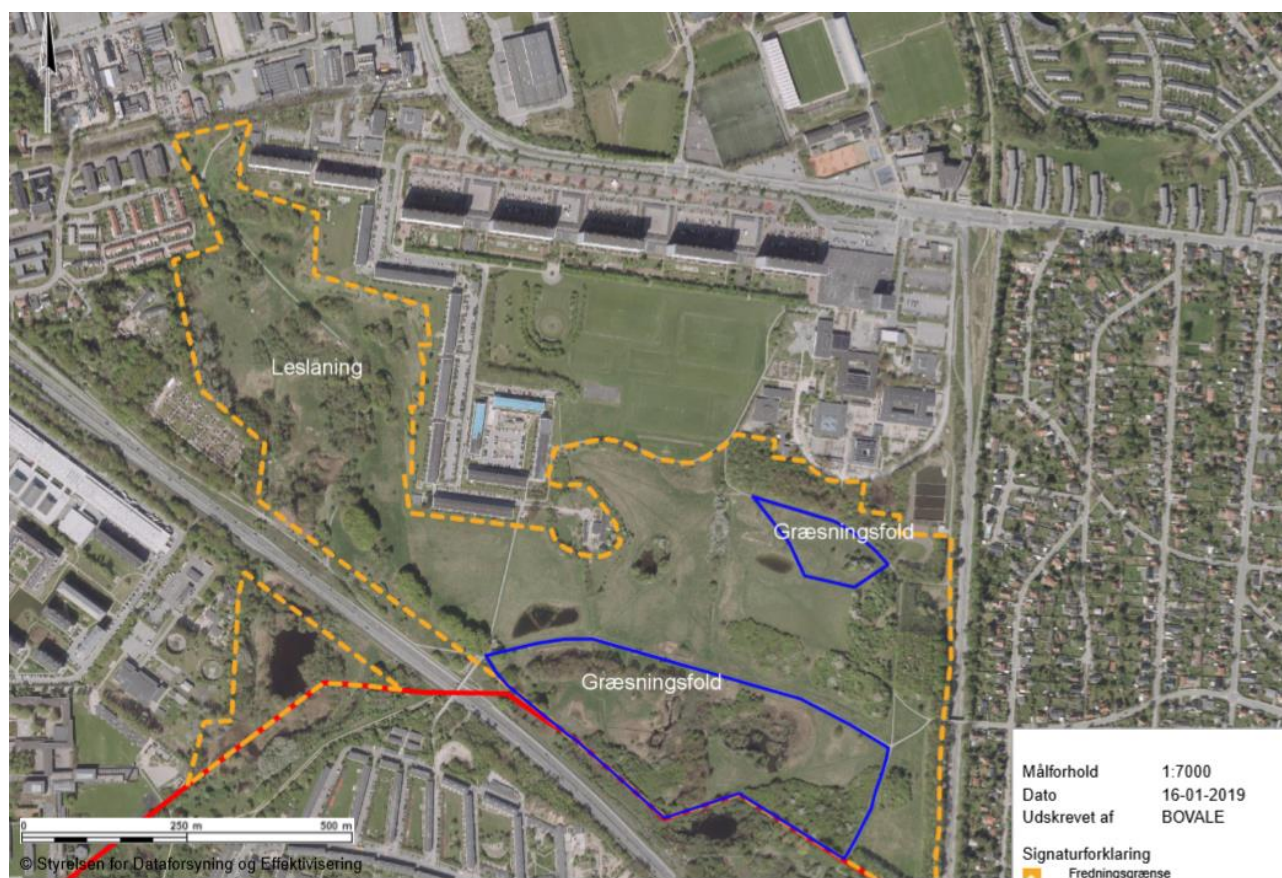 Leslåning
Græsningsfold
Græsningsfold
Målforhold 1:7000
Dato 16-01-2019
Udskrevet af BOVALE
Signaturforklaring
Fredningsgrænse
0 250 m 500 m
© Styrelsen for Dataforsyning og Effektivisering